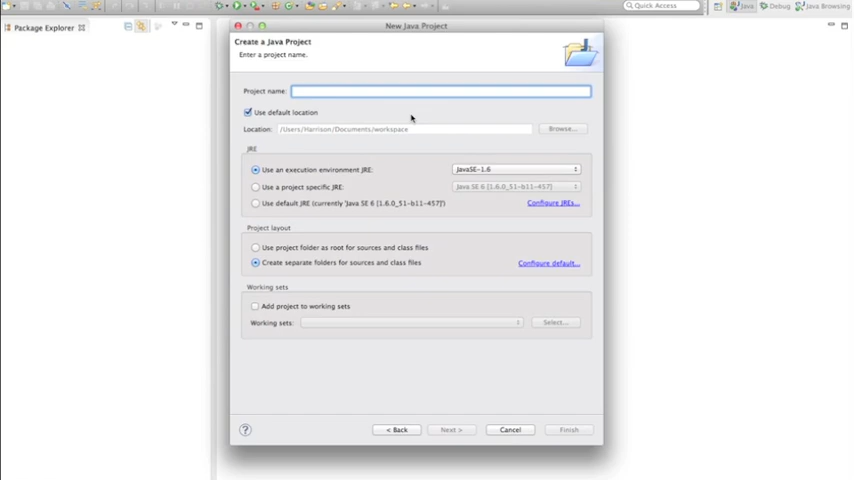 Quick Access
Java
Debug
Java Browsing
Package Explorer
New Java Project
Create a Java Project
Enter a project name.
Project name:
Use default location
Location: /Users/Harrison/Documents/workspace Browse...
JRE
Use an execution environment JRE: JavaSE-1.6
Use a project specific JRE: Java SE 6 [1.6.0_51-b11-457]
Use default JRE (currently 'Java SE 6 [1.6.0_51-b11-457]') Configure JREs...
Project layout
Use project folder as root for sources and class files
Create separate folders for sources and class files Configure default...
Working sets
Add project to working sets
Working sets: Select...
? < Back Next > Cancel Finish